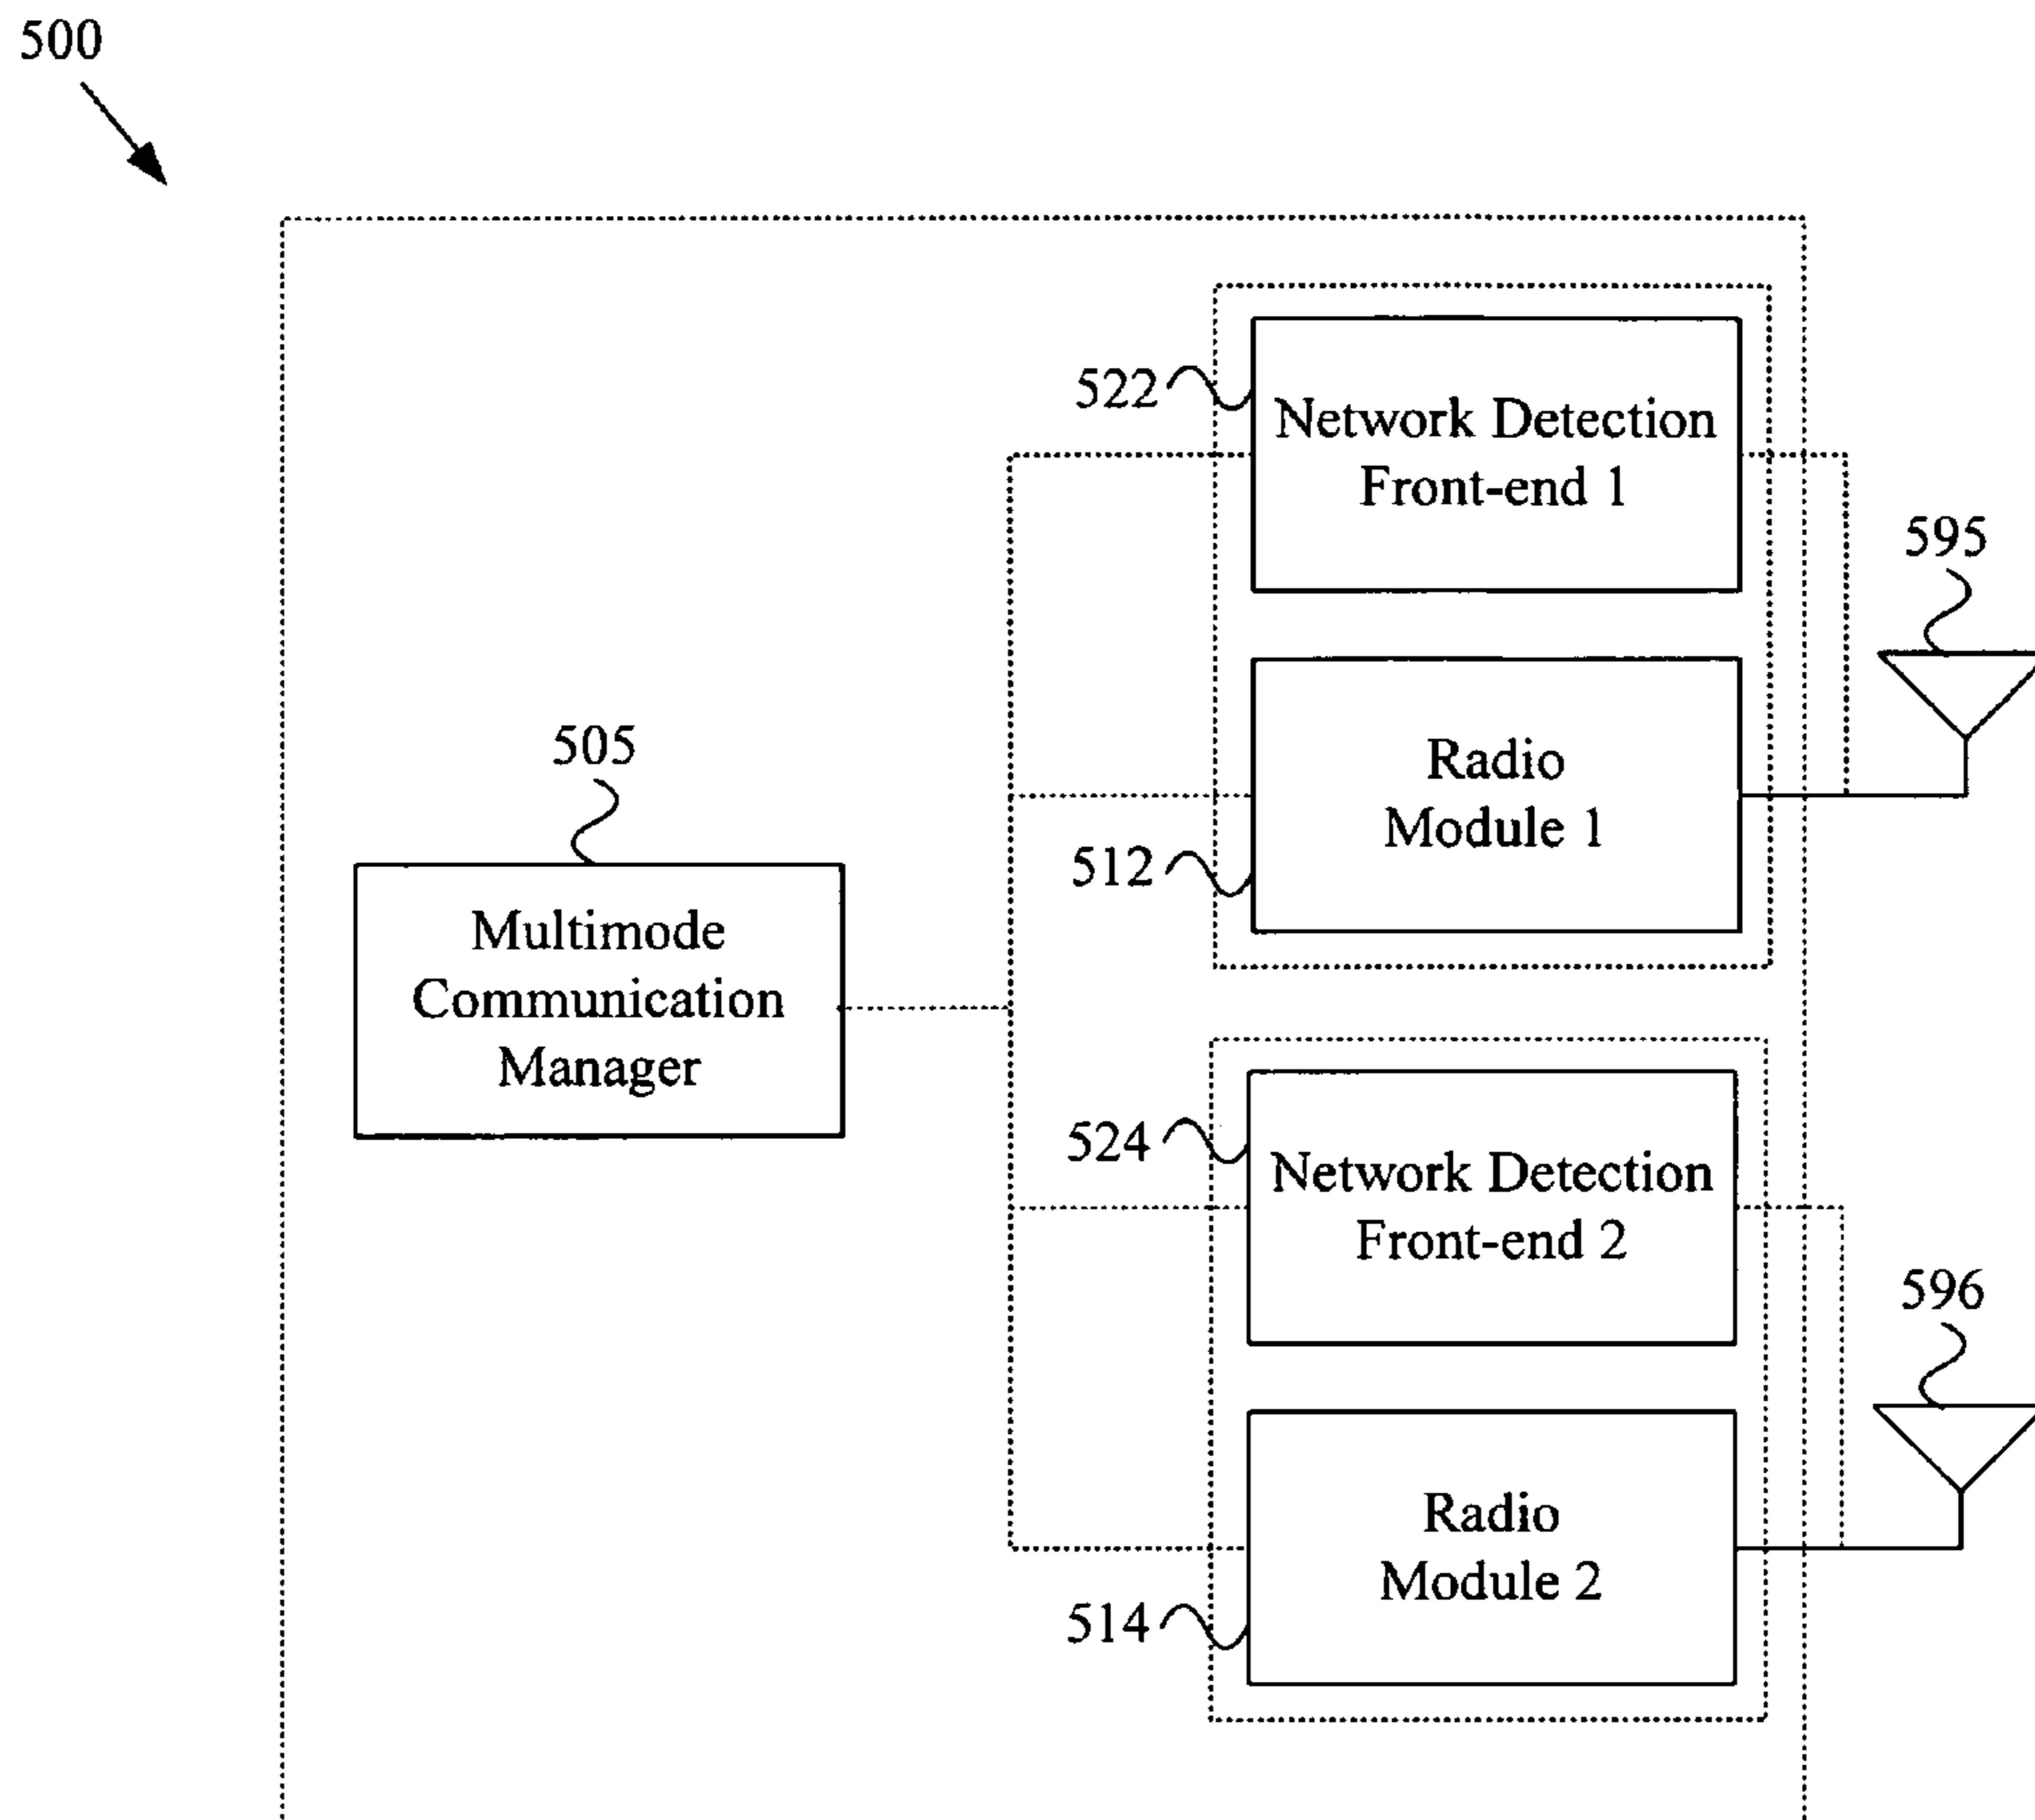 500
522
Network Detection
Front-end 1
595
Radio
Module 1
512
505
Multimode
Communication
Manager
524
Network Detection
Front-end 2
596
Radio
Module 2
514